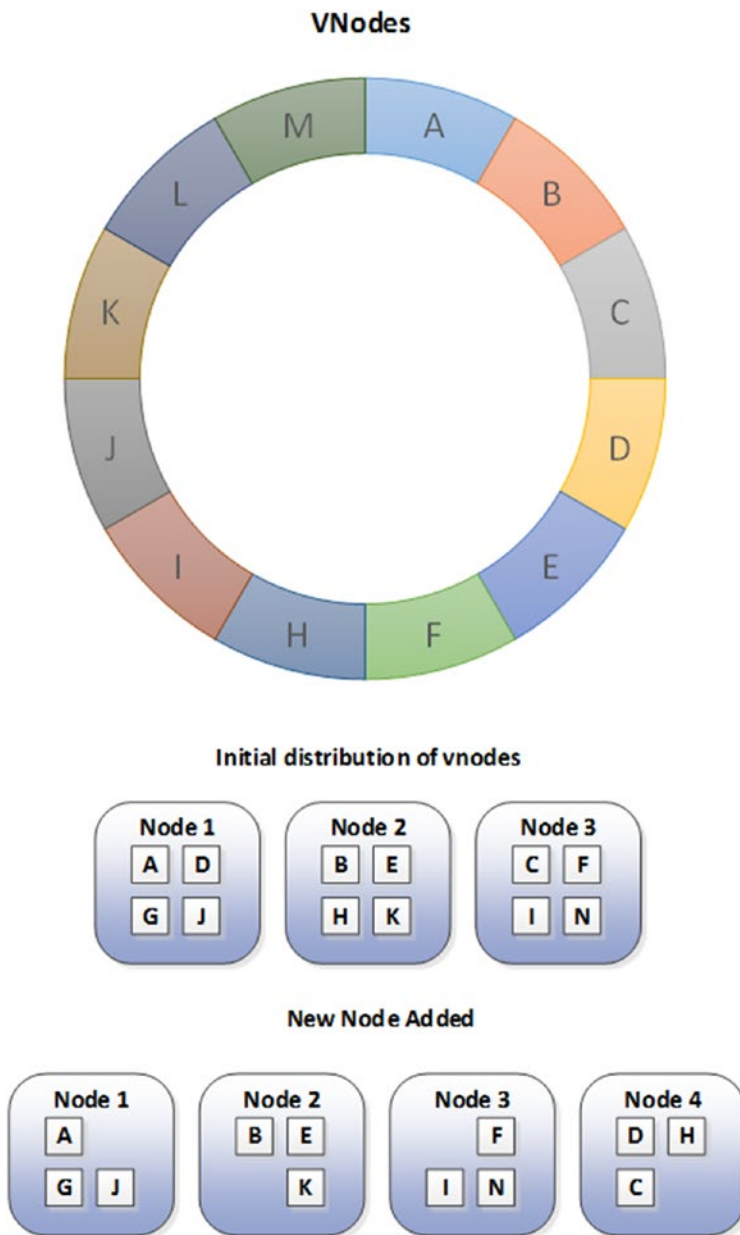 VNodes
M A
L B
K C
J D
I E
H F
Initial distribution of vnodes
Node 1 Node 2 Node 3
A D B E C F
G J H K I N
New Node Added
Node 1 Node 2 Node 3 Node 4
A B E F D H
G J K I N C